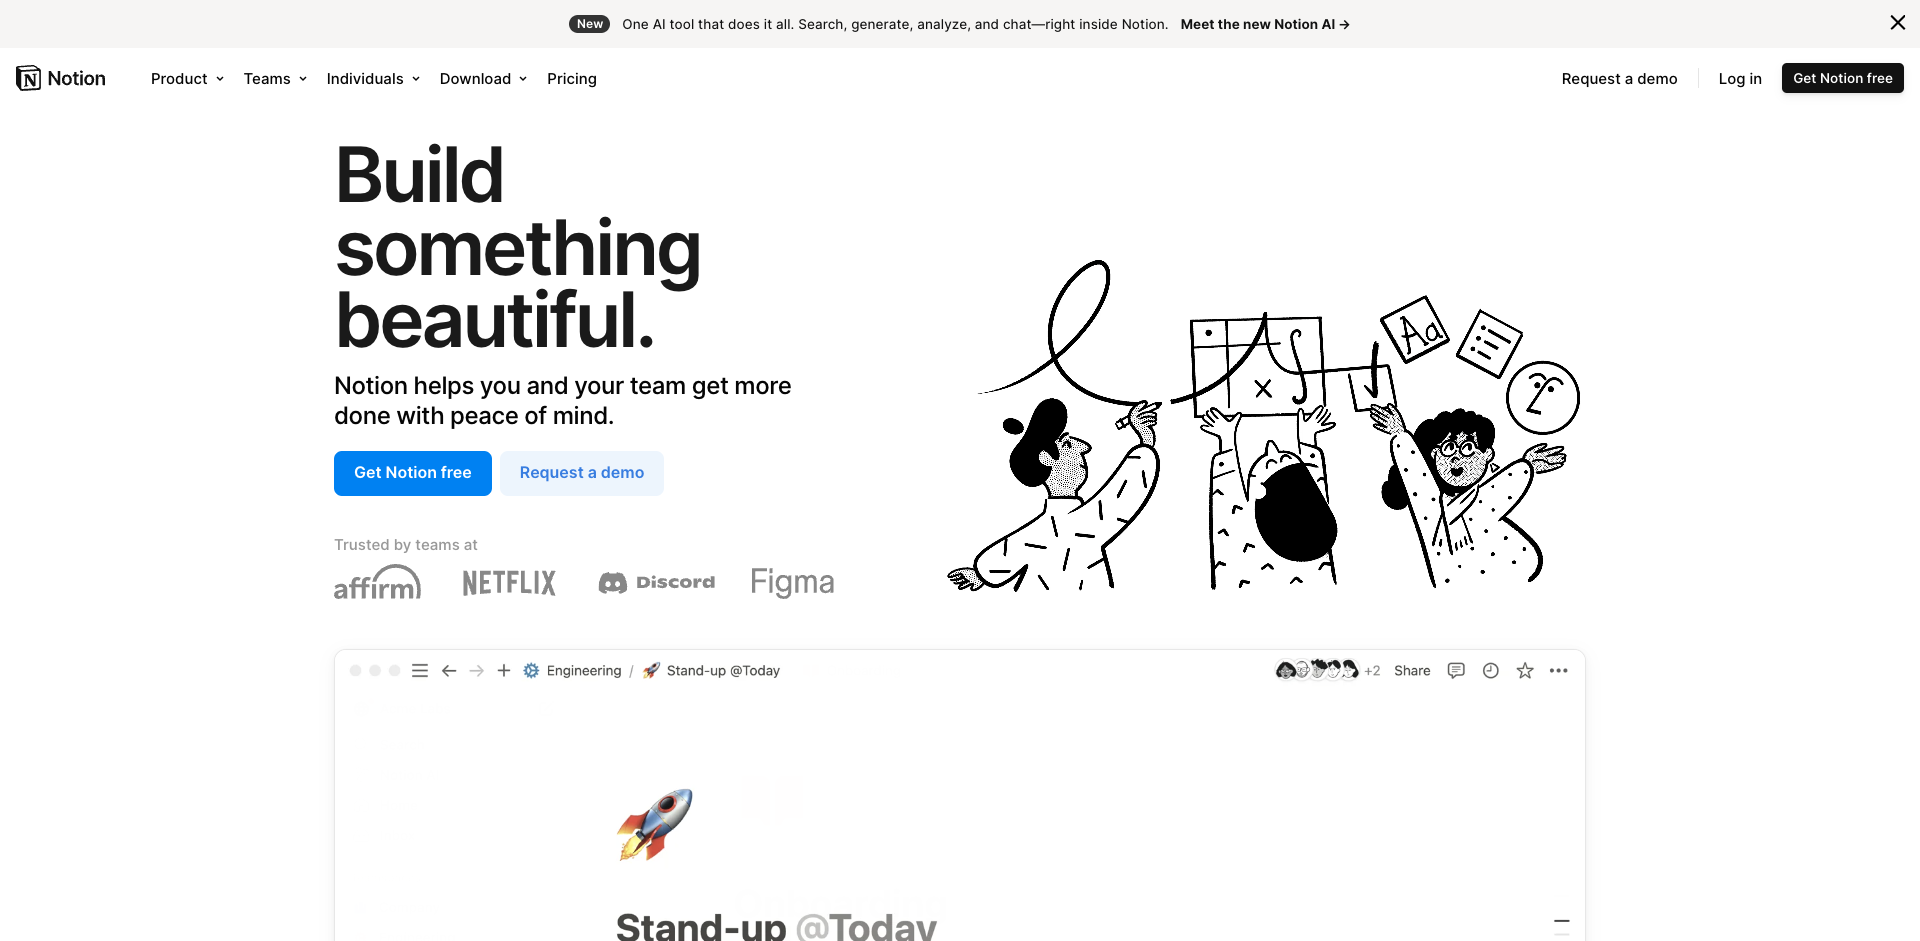 New One AI tool that does it all. Search, generate, analyze, and chat—right inside Notion. Meet the new Notion AI →
Notion Product Teams Individuals Download Pricing Request a demo Log in Get Notion free
Build
something
beautiful.
Notion helps you and your team get more
done with peace of mind.
Get Notion free Request a demo
Trusted by teams at
affirm NETFLIX Discord Figma
Aa
Engineering / Stand-up @Today +2 Share
Stand-up @Today